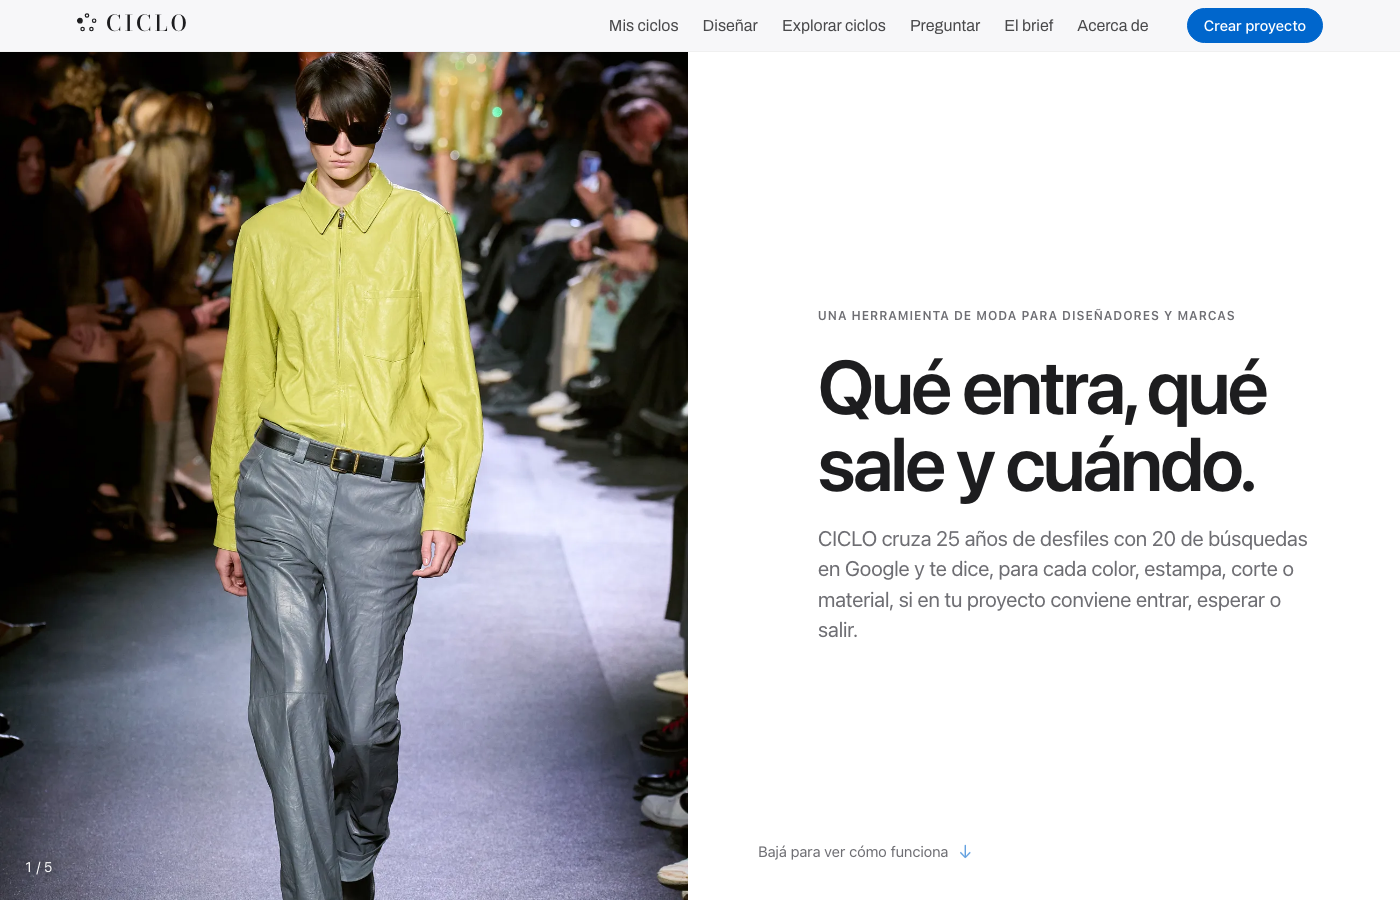 CICLO
Mis ciclos
Diseñar
Explorar ciclos
Preguntar
El brief
Acerca de
Crear proyecto
UNA HERRAMIENTA DE MODA PARA DISEÑADORES Y MARCAS
Qué entra, qué
sale y cuándo.
CICLO cruza 25 años de desfiles con 20 de búsquedas
en Google y te dice, para cada color, estampa, corte o
material, si en tu proyecto conviene entrar, esperar o
salir.
Bajá para ver cómo funciona
1 / 5